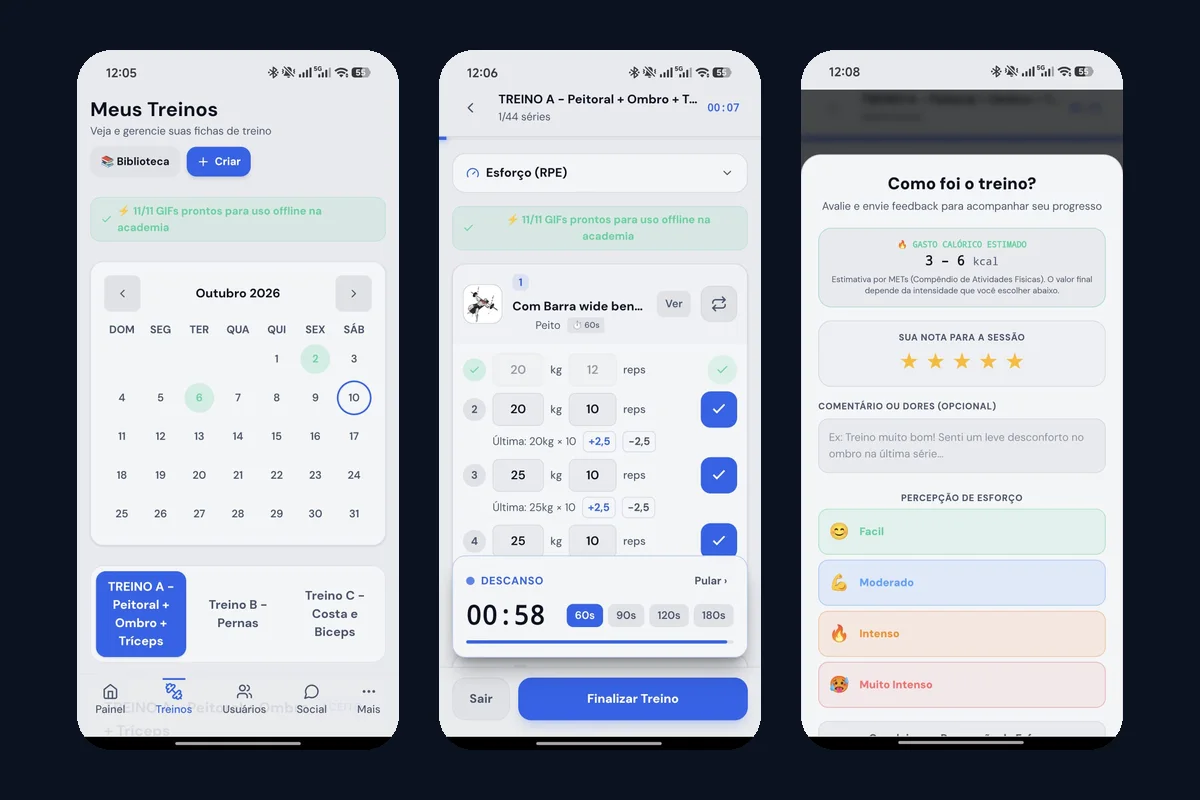 12:05
5G
55
Meus Treinos
Veja e gerencie suas fichas de treino
Biblioteca
+ Criar
11/11 GIFs prontos para uso offline na
academia
Outubro 2026
DOM SEG TER QUA QUI SEX SÁB
1 2 3
4 5 6 7 8 9 10
11 12 13 14 15 16 17
18 19 20 21 22 23 24
25 26 27 28 29 30 31
TREINO A -
Peitoral +
Ombro +
Tríceps
Treino B -
Pernas
Treino C -
Costa e
Biceps
Painel
Treinos
Usuários
Social
Mais
+ Tríceps
12:06
5G
55
TREINO A - Peitoral + Ombro + T...
1/44 séries
00:07
Esforço (RPE)
11/11 GIFs prontos para uso offline na
academia
1
Com Barra wide ben...
Peito
60s
Ver
20 kg 12 reps
2 20 kg 10 reps
Última: 20kg × 10 +2,5 -2,5
3 25 kg 10 reps
Última: 25kg × 10 +2,5 -2,5
4 25 kg 10 reps
DESCANSO
Pular ›
00:58
60s 90s 120s 180s
Sair
Finalizar Treino
12:08
5G
55
Como foi o treino?
Avalie e envie feedback para acompanhar seu progresso
GASTO CALÓRICO ESTIMADO
3 - 6 kcal
Estimativa por METs (Compêndio de Atividades Físicas). O valor final
depende da intensidade que você escolher abaixo.
SUA NOTA PARA A SESSÃO
COMENTÁRIO OU DORES (OPCIONAL)
Ex: Treino muito bom! Senti um leve desconforto no
ombro na última série...
PERCEPÇÃO DE ESFORÇO
Facil
Moderado
Intenso
Muito Intenso